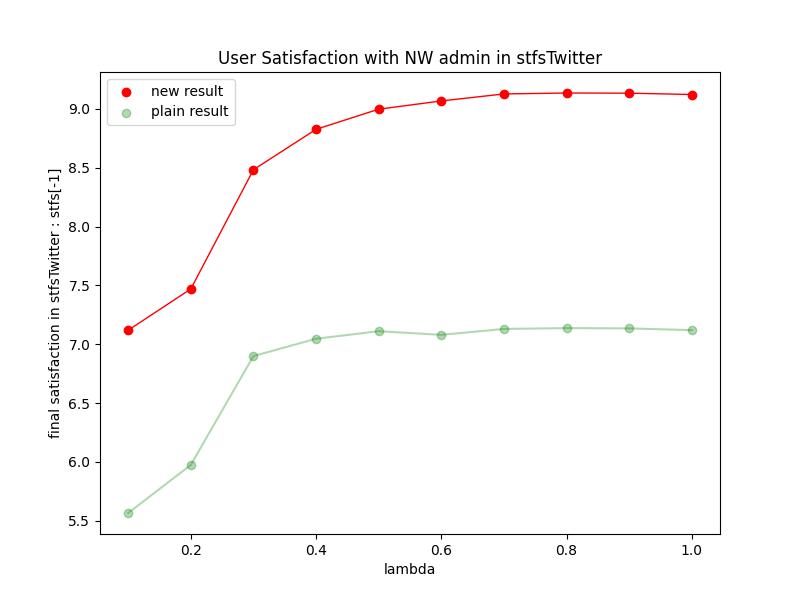 User Satisfaction with NW admin in stfsTwitter
new result
plain result
final satisfaction in stfsTwitter : stfs[-1]
9.0
8.5
8.0
7.5
7.0
6.5
6.0
5.5
0.2 0.4 0.6 0.8 1.0
lambda